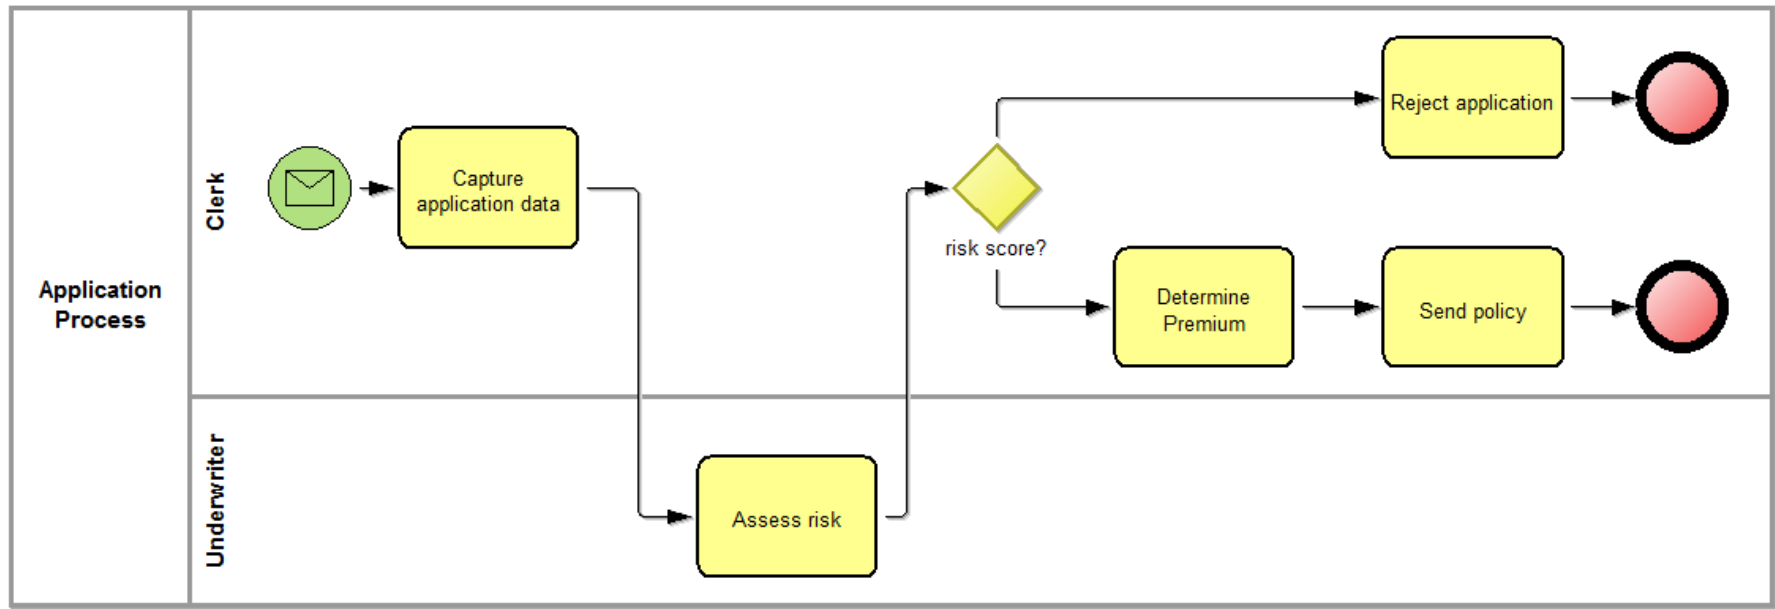 Application
Process
Clerk
Capture
application data
risk score?
Reject application
Determine
Premium
Send policy
Underwriter
Assess risk